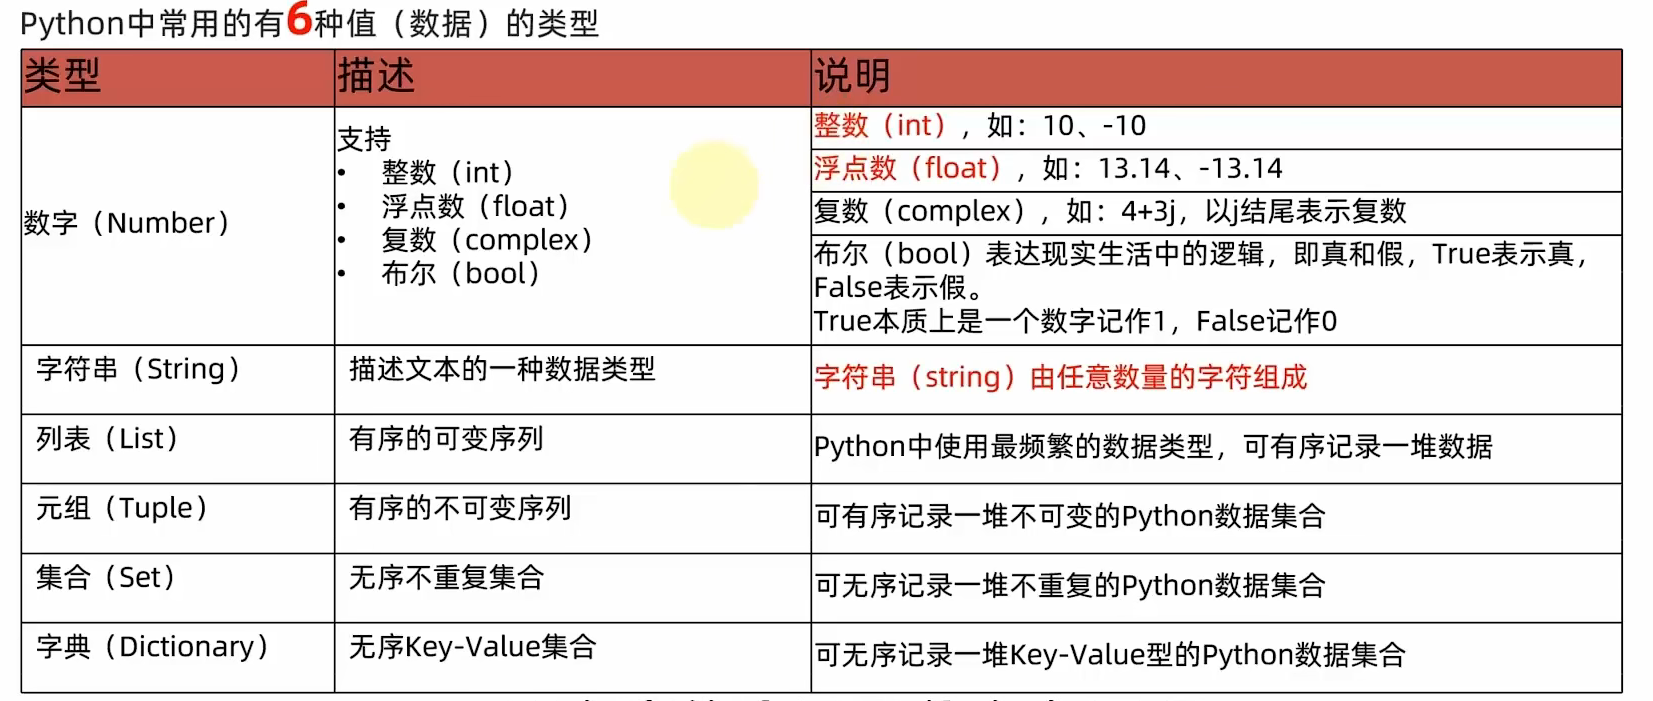 Python中常用的有6种值（数据）的类型
类型
描述
说明
数字（Number）
支持
• 整数（int）
• 浮点数（float）
• 复数（complex）
• 布尔（bool）
整数（int），如：10、-10
浮点数（float），如：13.14、-13.14
复数（complex），如：4+3j，以j结尾表示复数
布尔（bool）表达现实生活中的逻辑，即真和假，True表示真，
False表示假。
True本质上是一个数字记作1，False记作0
字符串（String）
描述文本的一种数据类型
字符串（string）由任意数量的字符组成
列表（List）
有序的可变序列
Python中使用最频繁的数据类型，可有序记录一堆数据
元组（Tuple）
有序的不可变序列
可有序记录一堆不可变的Python数据集合
集合（Set）
无序不重复集合
可无序记录一堆不重复的Python数据集合
字典（Dictionary）
无序Key-Value集合
可无序记录一堆Key-Value型的Python数据集合